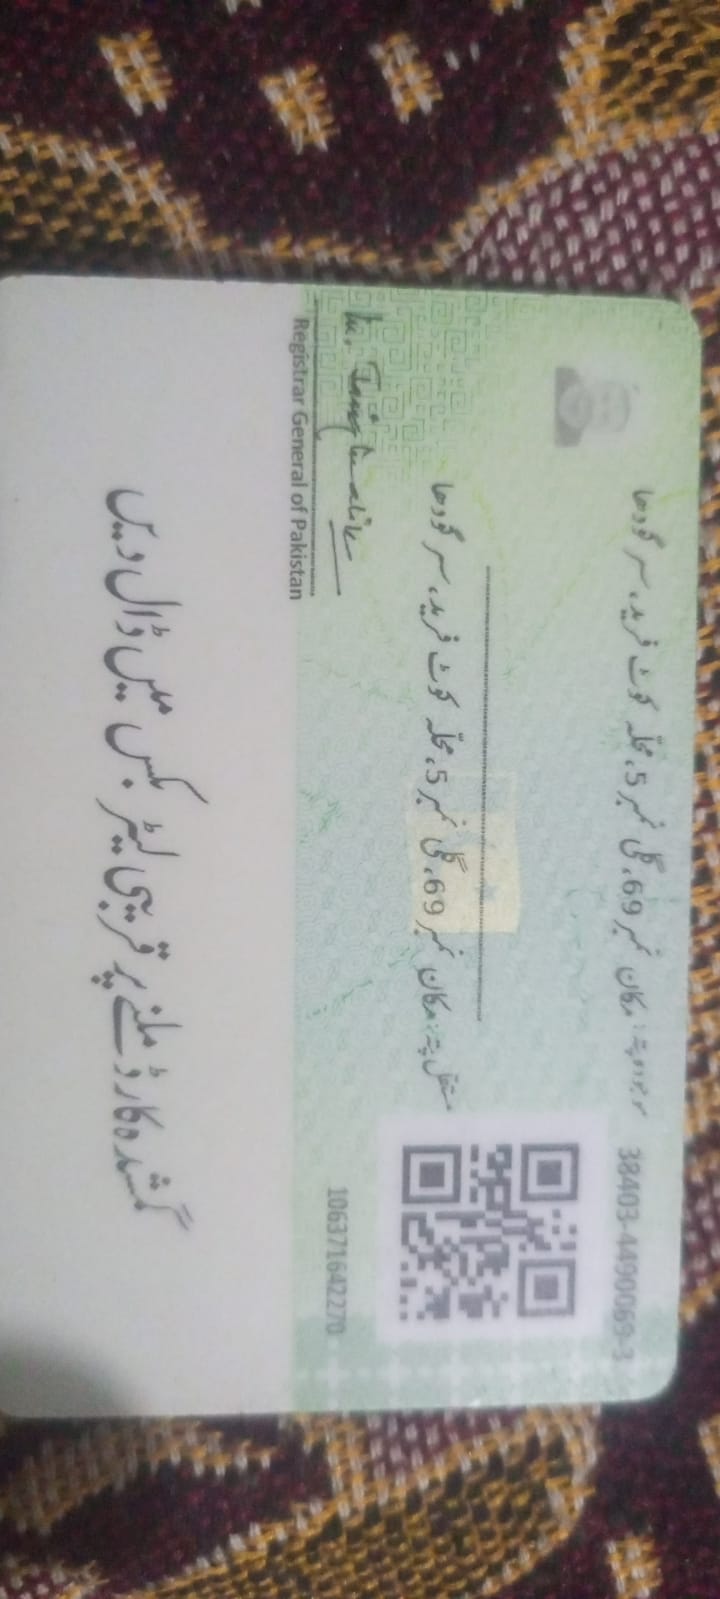 38403-4490069-3
موجودہ پتہ: مکان نمبر 69، گلی نمبر 5، محلّہ کوٹ فرید، سرگودھا
مستقل پتہ: مکان نمبر 69، گلی نمبر 5، محلّہ کوٹ فرید، سرگودھا
106371642270
Registrar General of Pakistan
گمشدہ کارڈ ملنے پر قریبی لیٹر بکس میں ڈال دیں